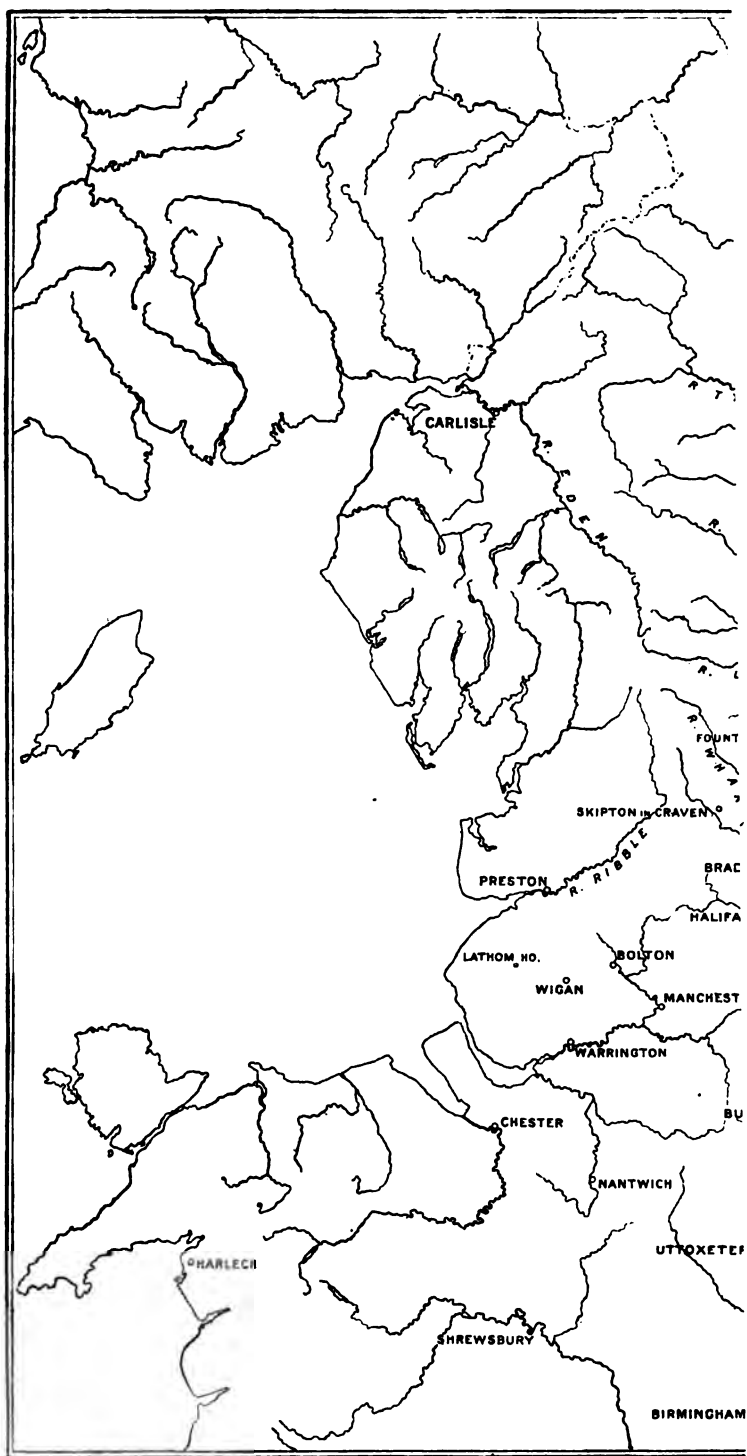 CARLISLE
R. EDEN
R. T
R.
R. U
FOUNT
R. WHAR
SKIPTON IN CRAVEN
PRESTON
R. RIBBLE
BRAD
HALIFA
LATHOM HO.
BOLTON
WIGAN
MANCHEST
WARRINGTON
CHESTER
BU
NANTWICH
HARLECH
UTTOXETER
SHREWSBURY
BIRMINGHAM